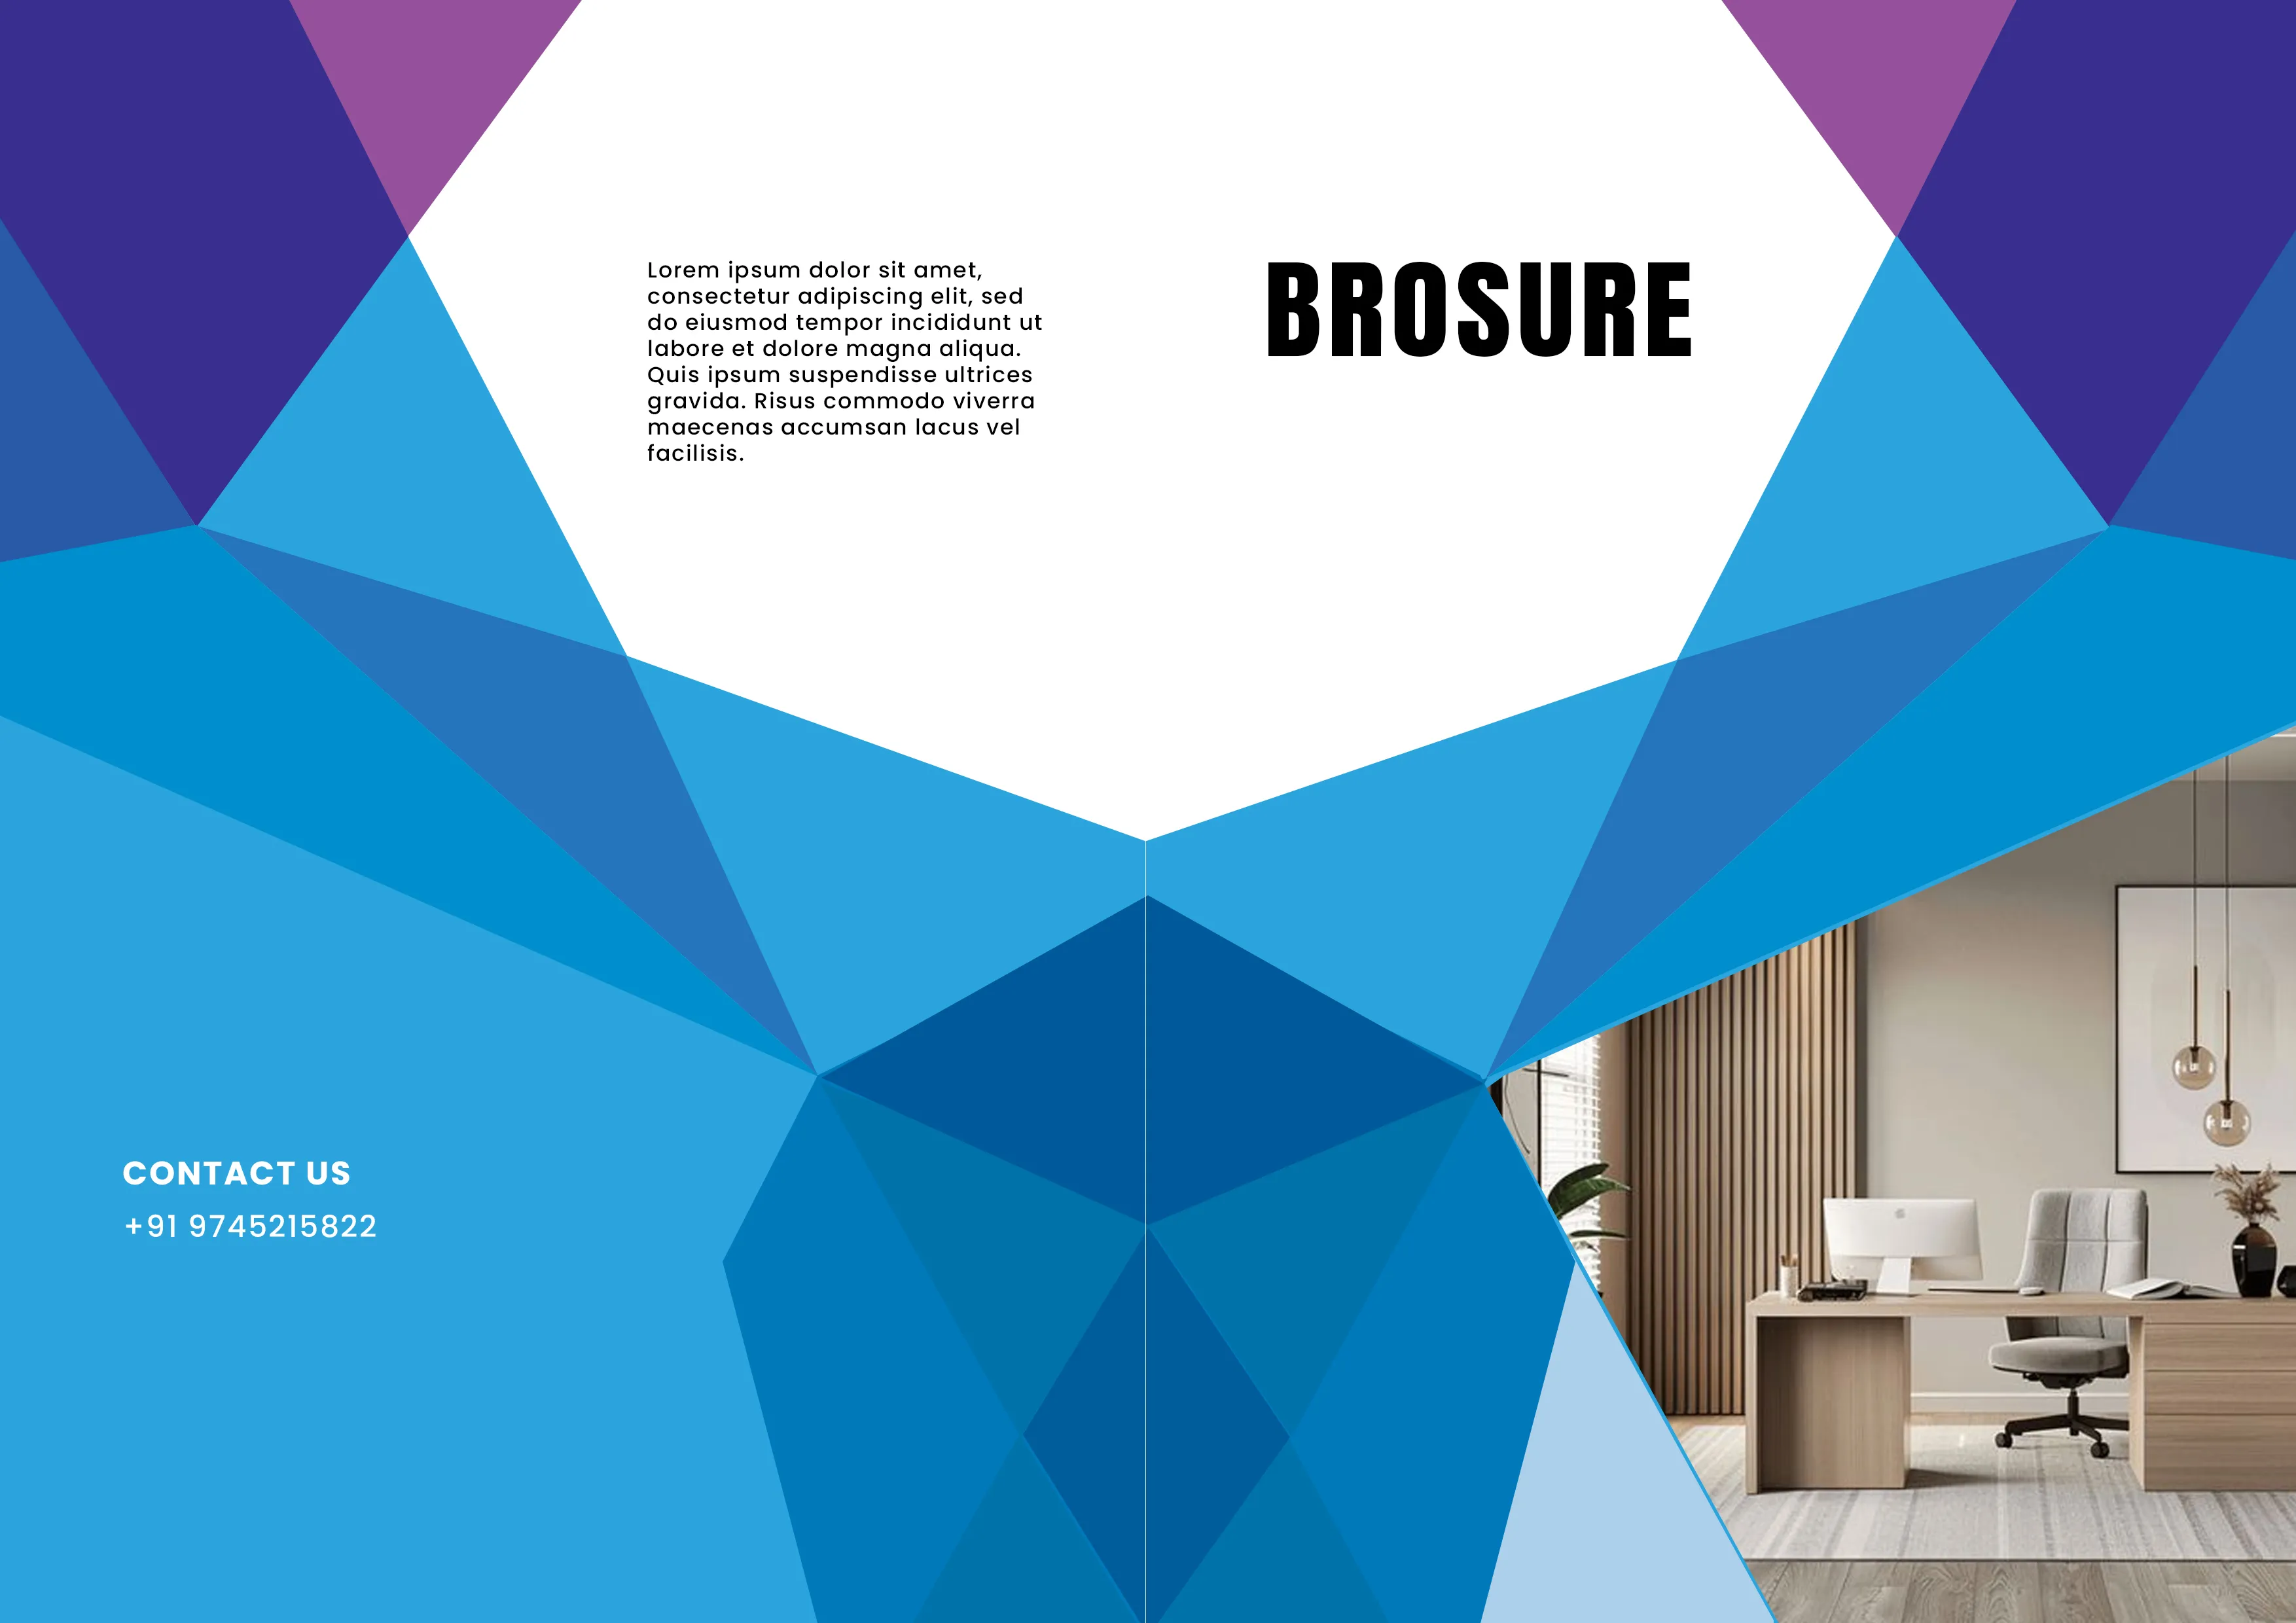 Lorem ipsum dolor sit amet,
consectetur adipiscing elit, sed
do eiusmod tempor incididunt ut
labore et dolore magna aliqua.
Quis ipsum suspendisse ultrices
gravida. Risus commodo viverra
maecenas accumsan lacus vel
facilisis.
BROSURE
CONTACT US
+91 9745215822